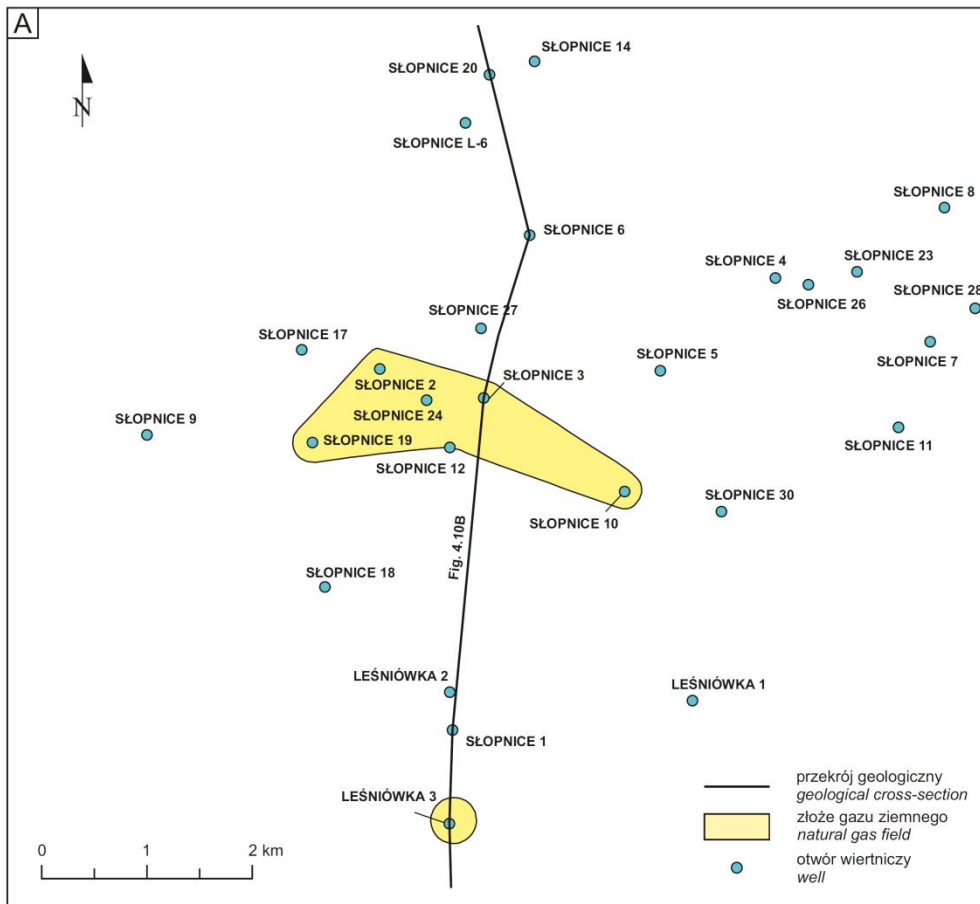 A
N
SŁOPNICE 14
SŁOPNICE 20
SŁOPNICE L-6
SŁOPNICE 8
SŁOPNICE 6
SŁOPNICE 4
SŁOPNICE 23
SŁOPNICE 26
SŁOPNICE 28
SŁOPNICE 27
SŁOPNICE 17
SŁOPNICE 5
SŁOPNICE 7
SŁOPNICE 3
SŁOPNICE 2
SŁOPNICE 24
SŁOPNICE 9
SŁOPNICE 19
SŁOPNICE 11
SŁOPNICE 12
SŁOPNICE 10
SŁOPNICE 30
Fig. 4.10B
SŁOPNICE 18
LEŚNIÓWKA 2
LEŚNIÓWKA 1
SŁOPNICE 1
LEŚNIÓWKA 3
przekrój geologiczny
geological cross-section
złoże gazu ziemnego
natural gas field
otwór wiertniczy
well
0 1 2 km